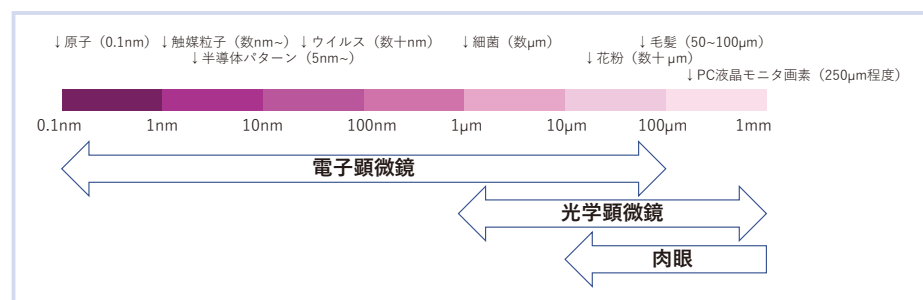 ↓原子（0.1nm） ↓触媒粒子（数nm~） ↓ウイルス（数十nm） ↓細菌（数μm） ↓毛髪（50~100μm）
↓半導体パターン（5nm~） ↓花粉（数十μm）
↓PC液晶モニタ画素（250μm程度）
0.1nm 1nm 10nm 100nm 1μm 10μm 100μm 1mm
電子顕微鏡
光学顕微鏡
肉眼